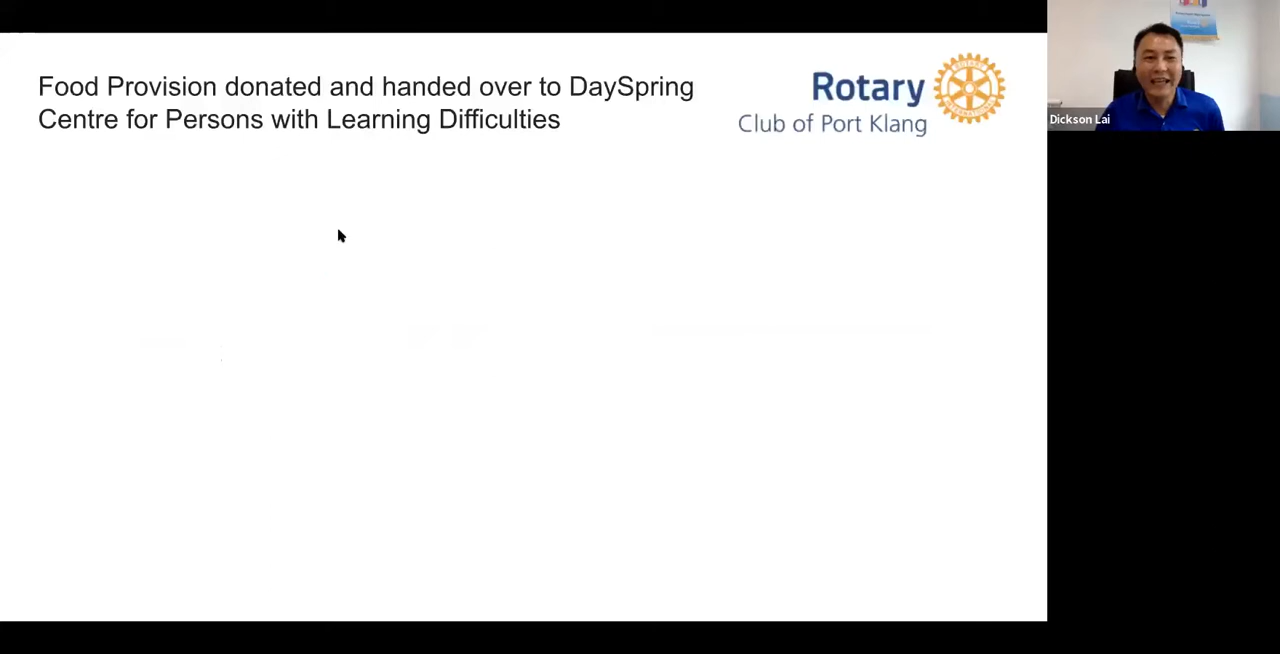 Food Provision donated and handed over to DaySpring
Centre for Persons with Learning Difficulties
Rotary
Club of Port Klang
Dickson Lai